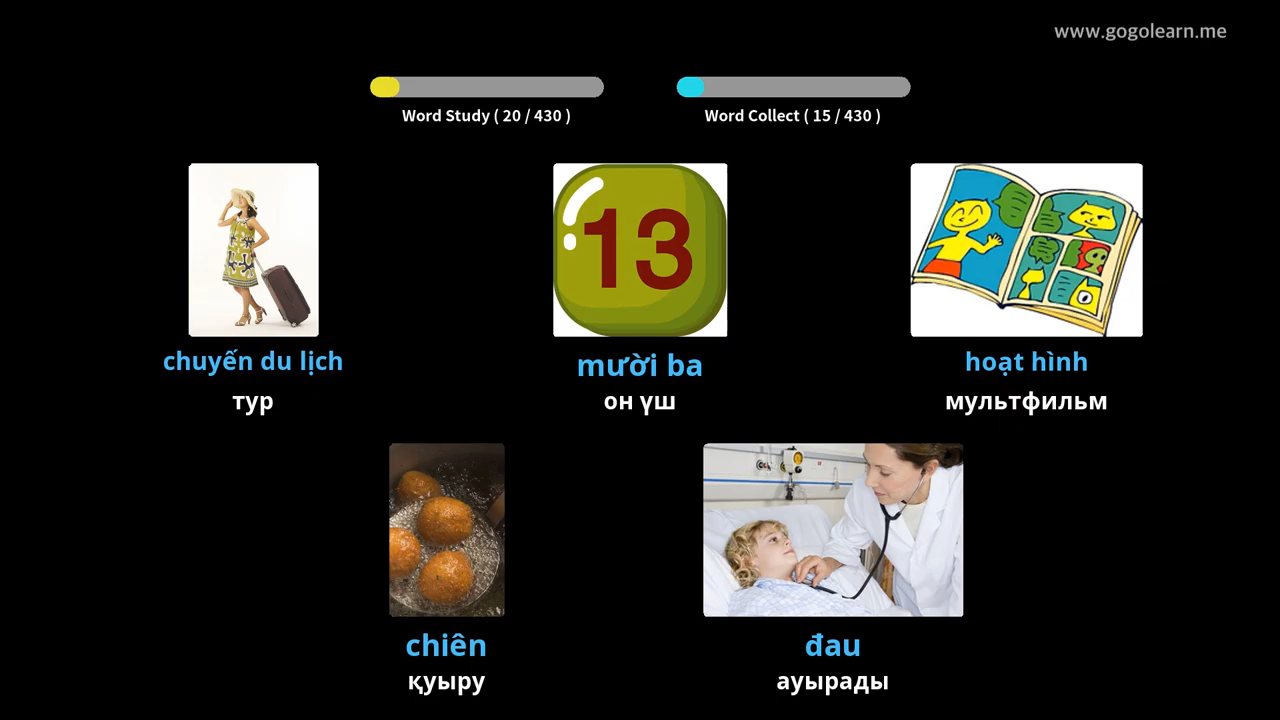 www.gogolearn.me
Word Study ( 20 / 430 )
Word Collect ( 15 / 430 )
13
chuyến du lịch
тур
mười ba
он үш
hoạt hình
мультфильм
chiên
қуыру
đau
ауырады